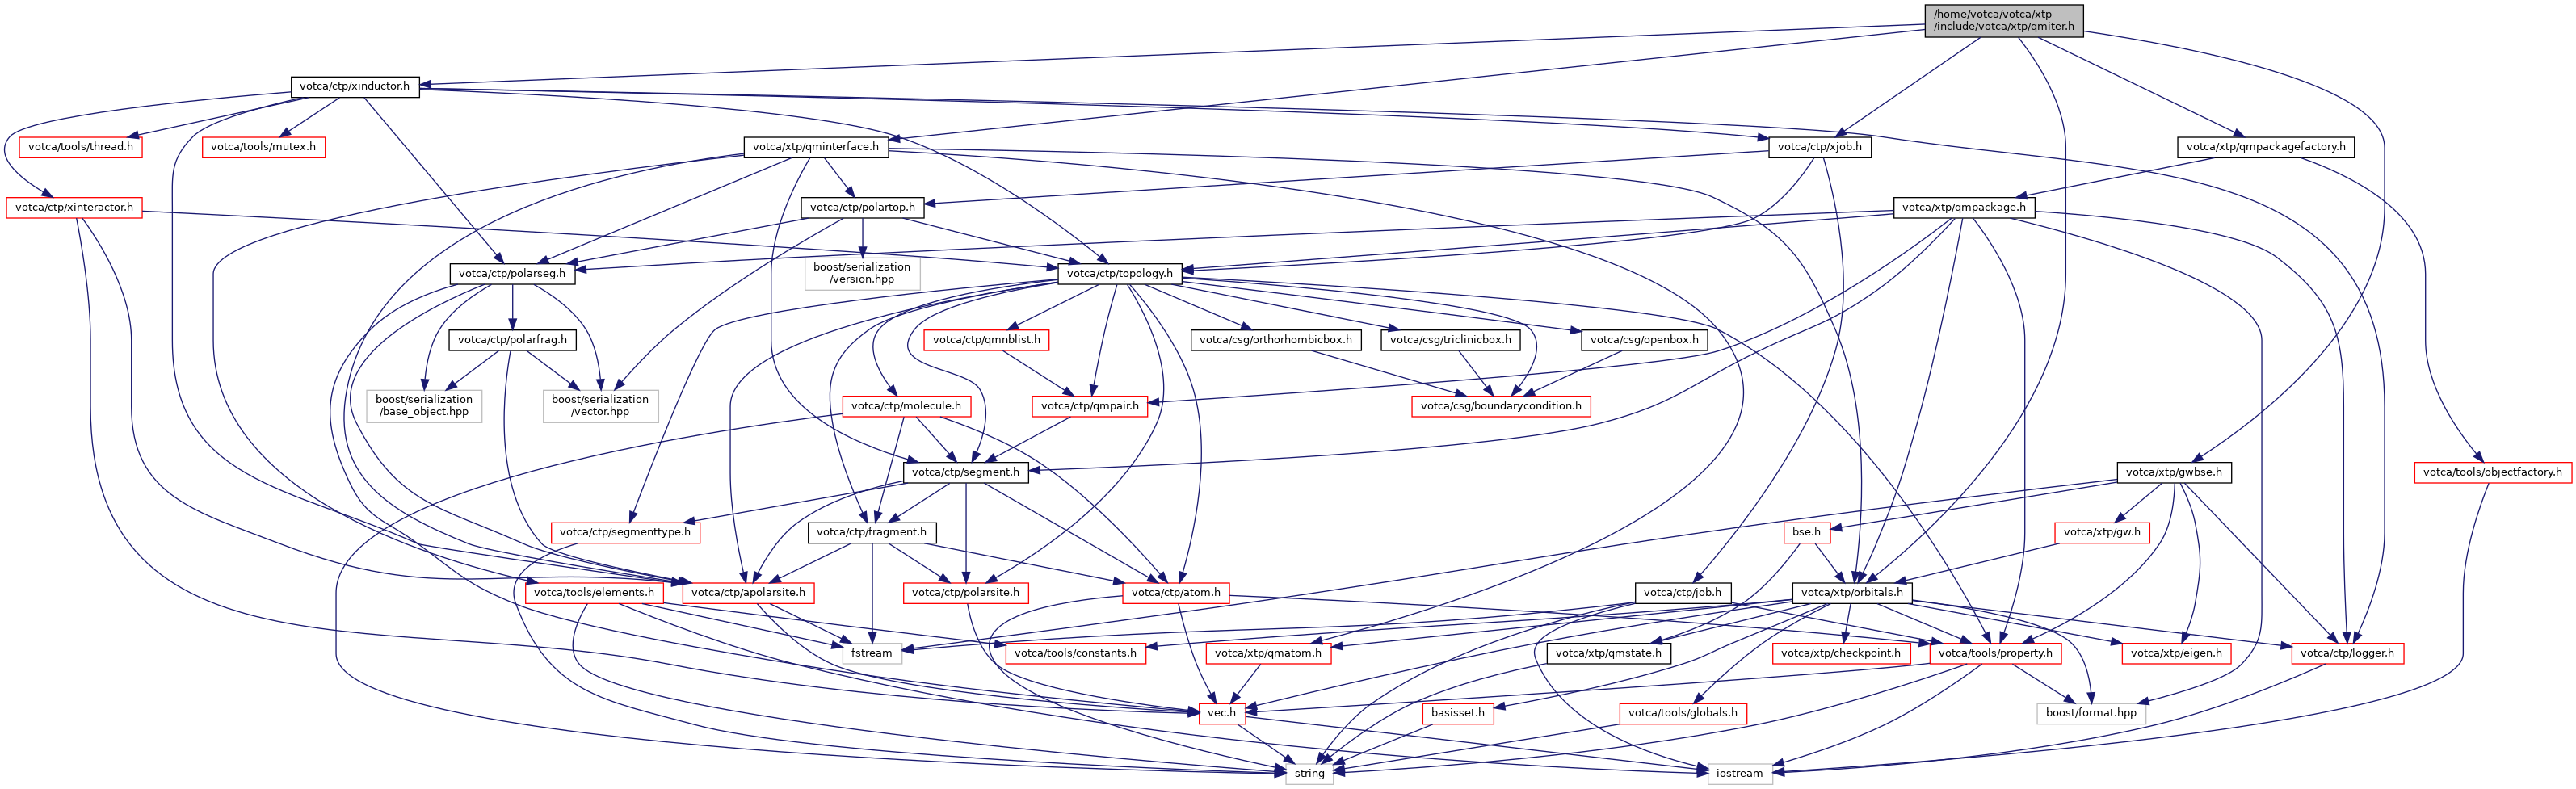 /home/votca/votca/xtp
/include/votca/xtp/qmiter.h
votca/ctp/xinductor.h
votca/tools/thread.h
votca/tools/mutex.h
votca/xtp/qminterface.h
votca/ctp/xjob.h
votca/xtp/qmpackagefactory.h
votca/ctp/xinteractor.h
votca/ctp/polartop.h
votca/xtp/qmpackage.h
votca/ctp/polarseg.h
boost/serialization
/version.hpp
votca/ctp/topology.h
votca/ctp/polarfrag.h
votca/ctp/qmnblist.h
votca/csg/orthorhombicbox.h
votca/csg/triclinicbox.h
votca/csg/openbox.h
boost/serialization
/base_object.hpp
boost/serialization
/vector.hpp
votca/ctp/molecule.h
votca/ctp/qmpair.h
votca/csg/boundarycondition.h
votca/ctp/segment.h
votca/xtp/gwbse.h
votca/tools/objectfactory.h
votca/ctp/segmenttype.h
votca/ctp/fragment.h
bse.h
votca/xtp/gw.h
votca/tools/elements.h
votca/ctp/apolarsite.h
votca/ctp/polarsite.h
votca/ctp/atom.h
votca/ctp/job.h
votca/xtp/orbitals.h
fstream
votca/tools/constants.h
votca/xtp/qmatom.h
votca/xtp/qmstate.h
votca/xtp/checkpoint.h
votca/tools/property.h
votca/xtp/eigen.h
votca/ctp/logger.h
vec.h
basisset.h
votca/tools/globals.h
boost/format.hpp
string
iostream